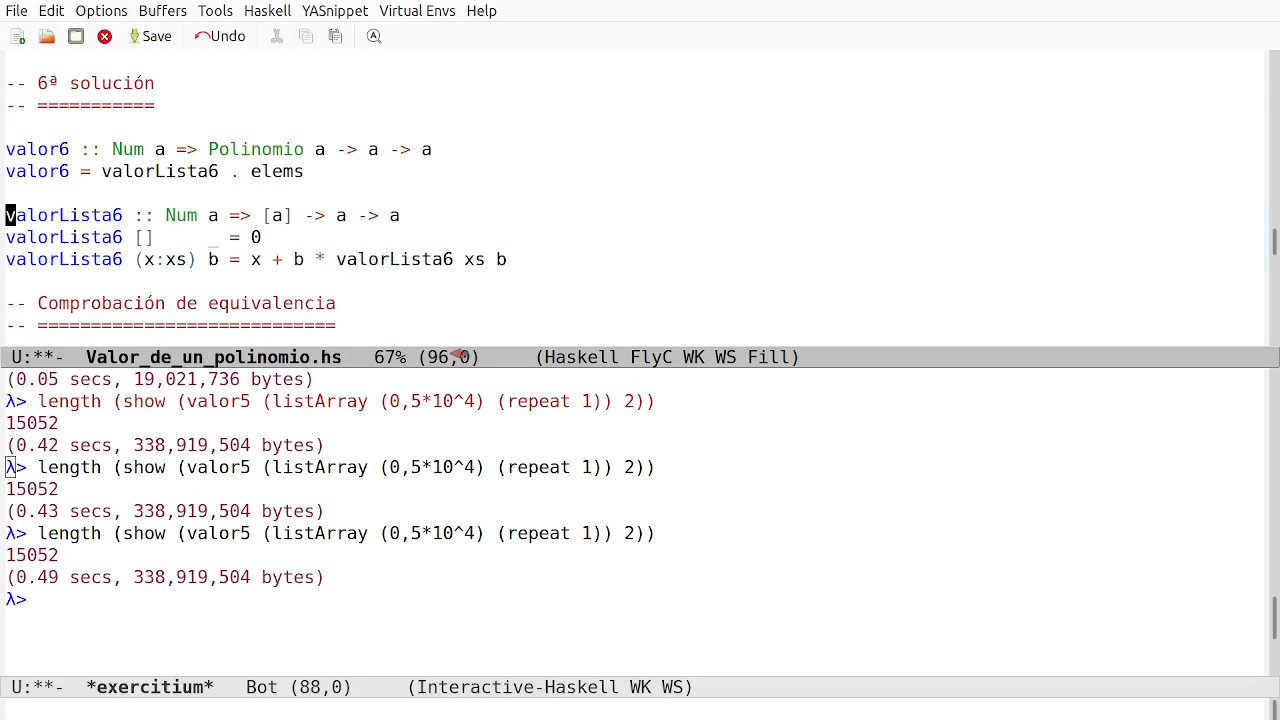 File Edit Options Buffers Tools Haskell YASnippet Virtual Envs Help
Save Undo
-- 6ª solución
-- ===========
valor6 :: Num a => Polinomio a -> a -> a
valor6 = valorLista6 . elems
valorLista6 :: Num a => [a] -> a -> a
valorLista6 []     _ = 0
valorLista6 (x:xs) b = x + b * valorLista6 xs b
-- Comprobación de equivalencia
-- ============================
U:**-  Valor_de_un_polinomio.hs   67% (96,0)     (Haskell FlyC WK WS Fill)
(0.05 secs, 19,021,736 bytes)
λ> length (show (valor5 (listArray (0,5*10^4) (repeat 1)) 2))
15052
(0.42 secs, 338,919,504 bytes)
λ> length (show (valor5 (listArray (0,5*10^4) (repeat 1)) 2))
15052
(0.43 secs, 338,919,504 bytes)
λ> length (show (valor5 (listArray (0,5*10^4) (repeat 1)) 2))
15052
(0.49 secs, 338,919,504 bytes)
λ>
U:**-  *exercitium*   Bot (88,0)     (Interactive-Haskell WK WS)